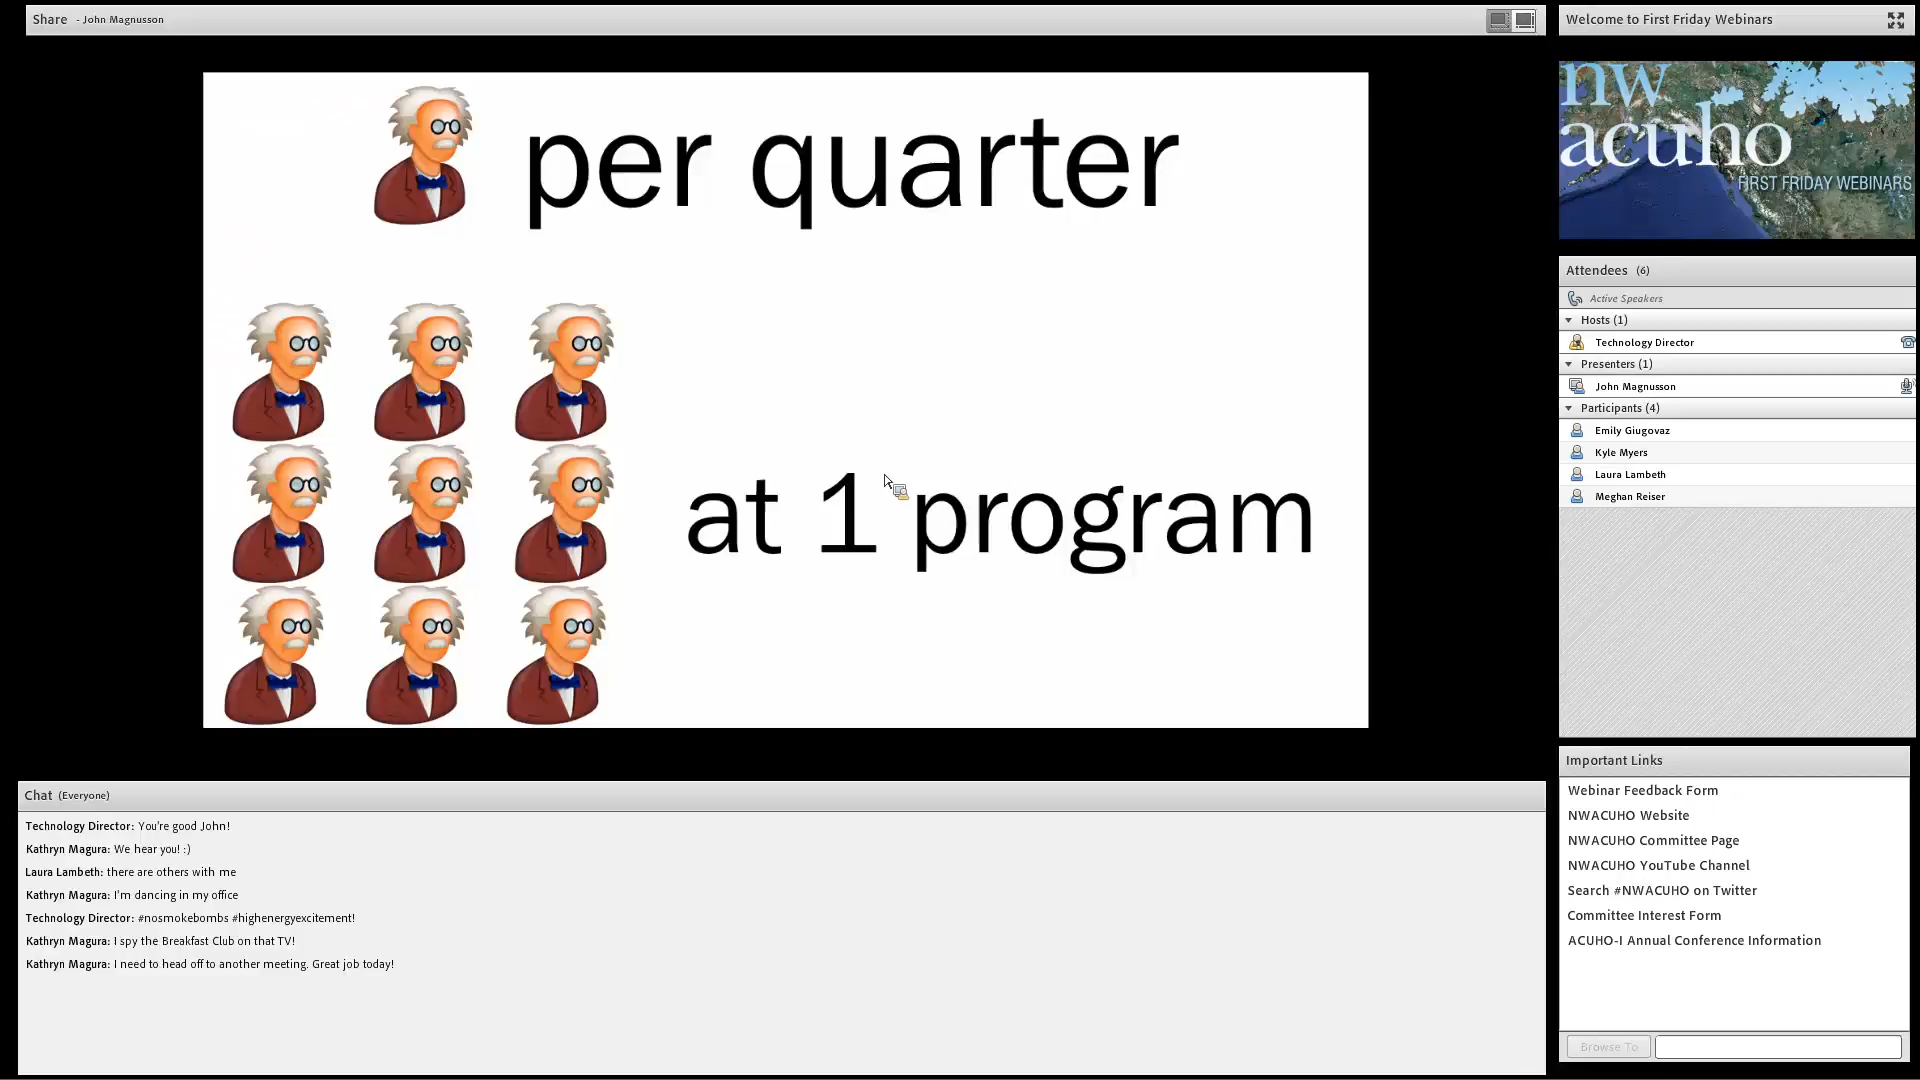 Share - John Magnusson
per quarter
at 1 program
Chat (Everyone)
Technology Director: You're good John!
Kathryn Magura: We hear you! :)
Laura Lambeth: there are others with me
Kathryn Magura: I'm dancing in my office
Technology Director: #nosmokebombs #highenergyexcitement!
Kathryn Magura: I spy the Breakfast Club on that TV!
Kathryn Magura: I need to head off to another meeting. Great job today!
Welcome to First Friday Webinars
nw
acuho
FIRST FRIDAY WEBINARS
Attendees (6)
Active Speakers
Hosts (1)
Technology Director
Presenters (1)
John Magnusson
Participants (4)
Emily Giugovaz
Kyle Myers
Laura Lambeth
Meghan Reiser
Important Links
Webinar Feedback Form
NWACUHO Website
NWACUHO Committee Page
NWACUHO YouTube Channel
Search #NWACUHO on Twitter
Committee Interest Form
ACUHO-I Annual Conference Information
Browse To